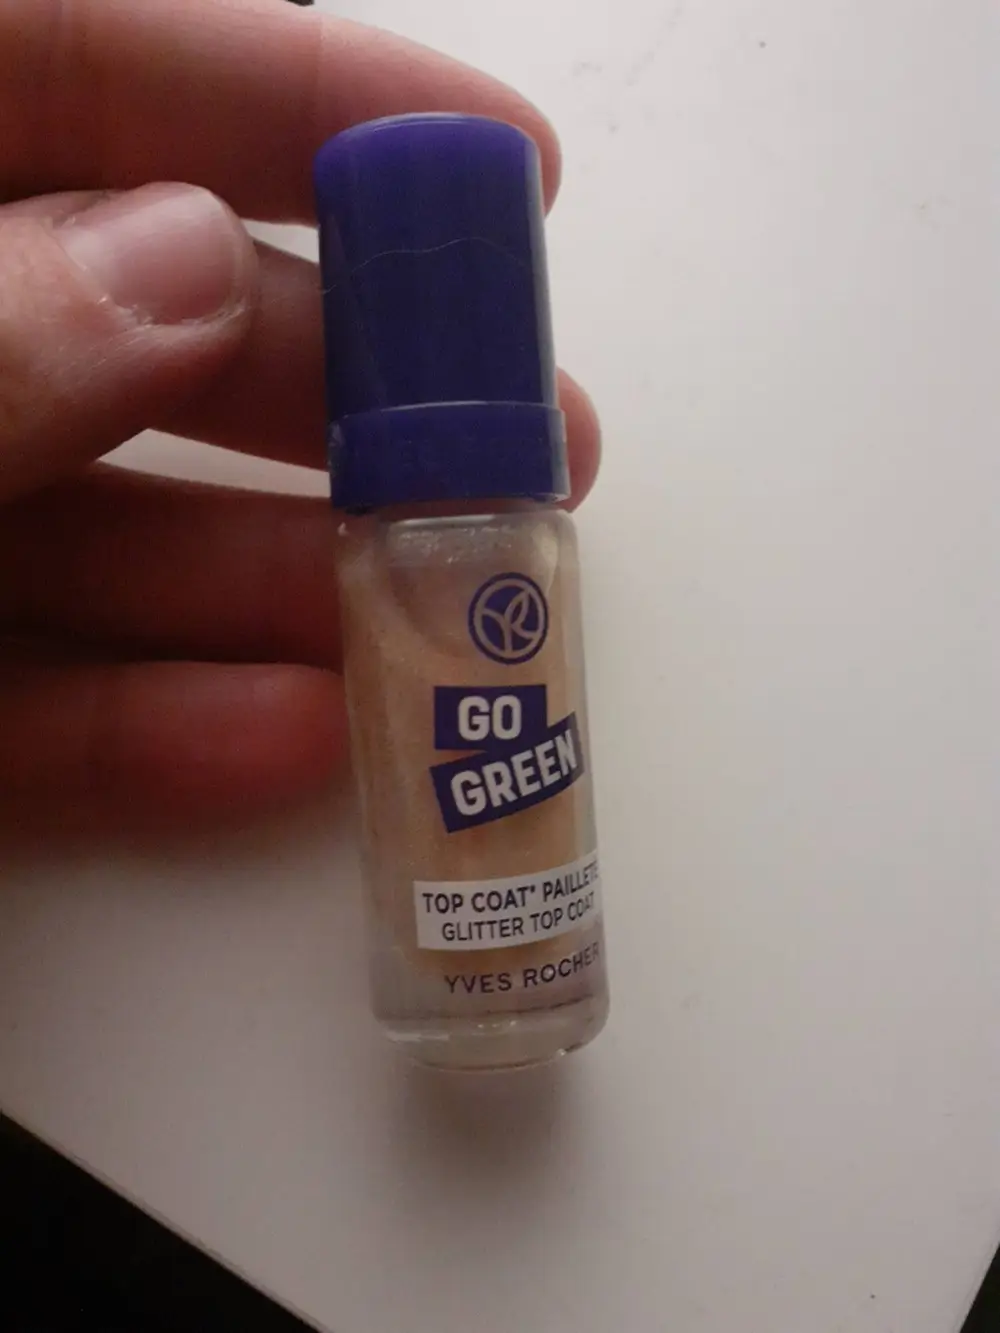 GO
GREEN
TOP COAT* PAILLETÉ
GLITTER TOP COAT
YVES ROCHER